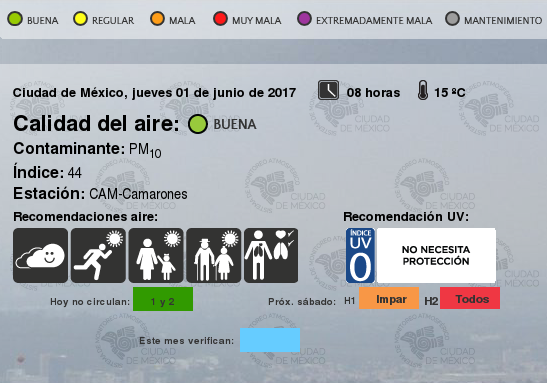 BUENA REGULAR MALA MUY MALA EXTREMADAMENTE MALA MANTENIMIENTO
Ciudad de México, jueves 01 de junio de 2017 08 horas 15 ºC
Calidad del aire: BUENA
Contaminante: PM10
Índice: 44
Estación: CAM-Camarones
Recomendaciones aire: Recomendación UV:
ÍNDICE
UV
0
NO NECESITA
PROTECCIÓN
Hoy no circulan: 1 y 2 Próx. sábado: H1 Impar H2 Todos
Este mes verifican:
CIUDAD
DE MÉXICO